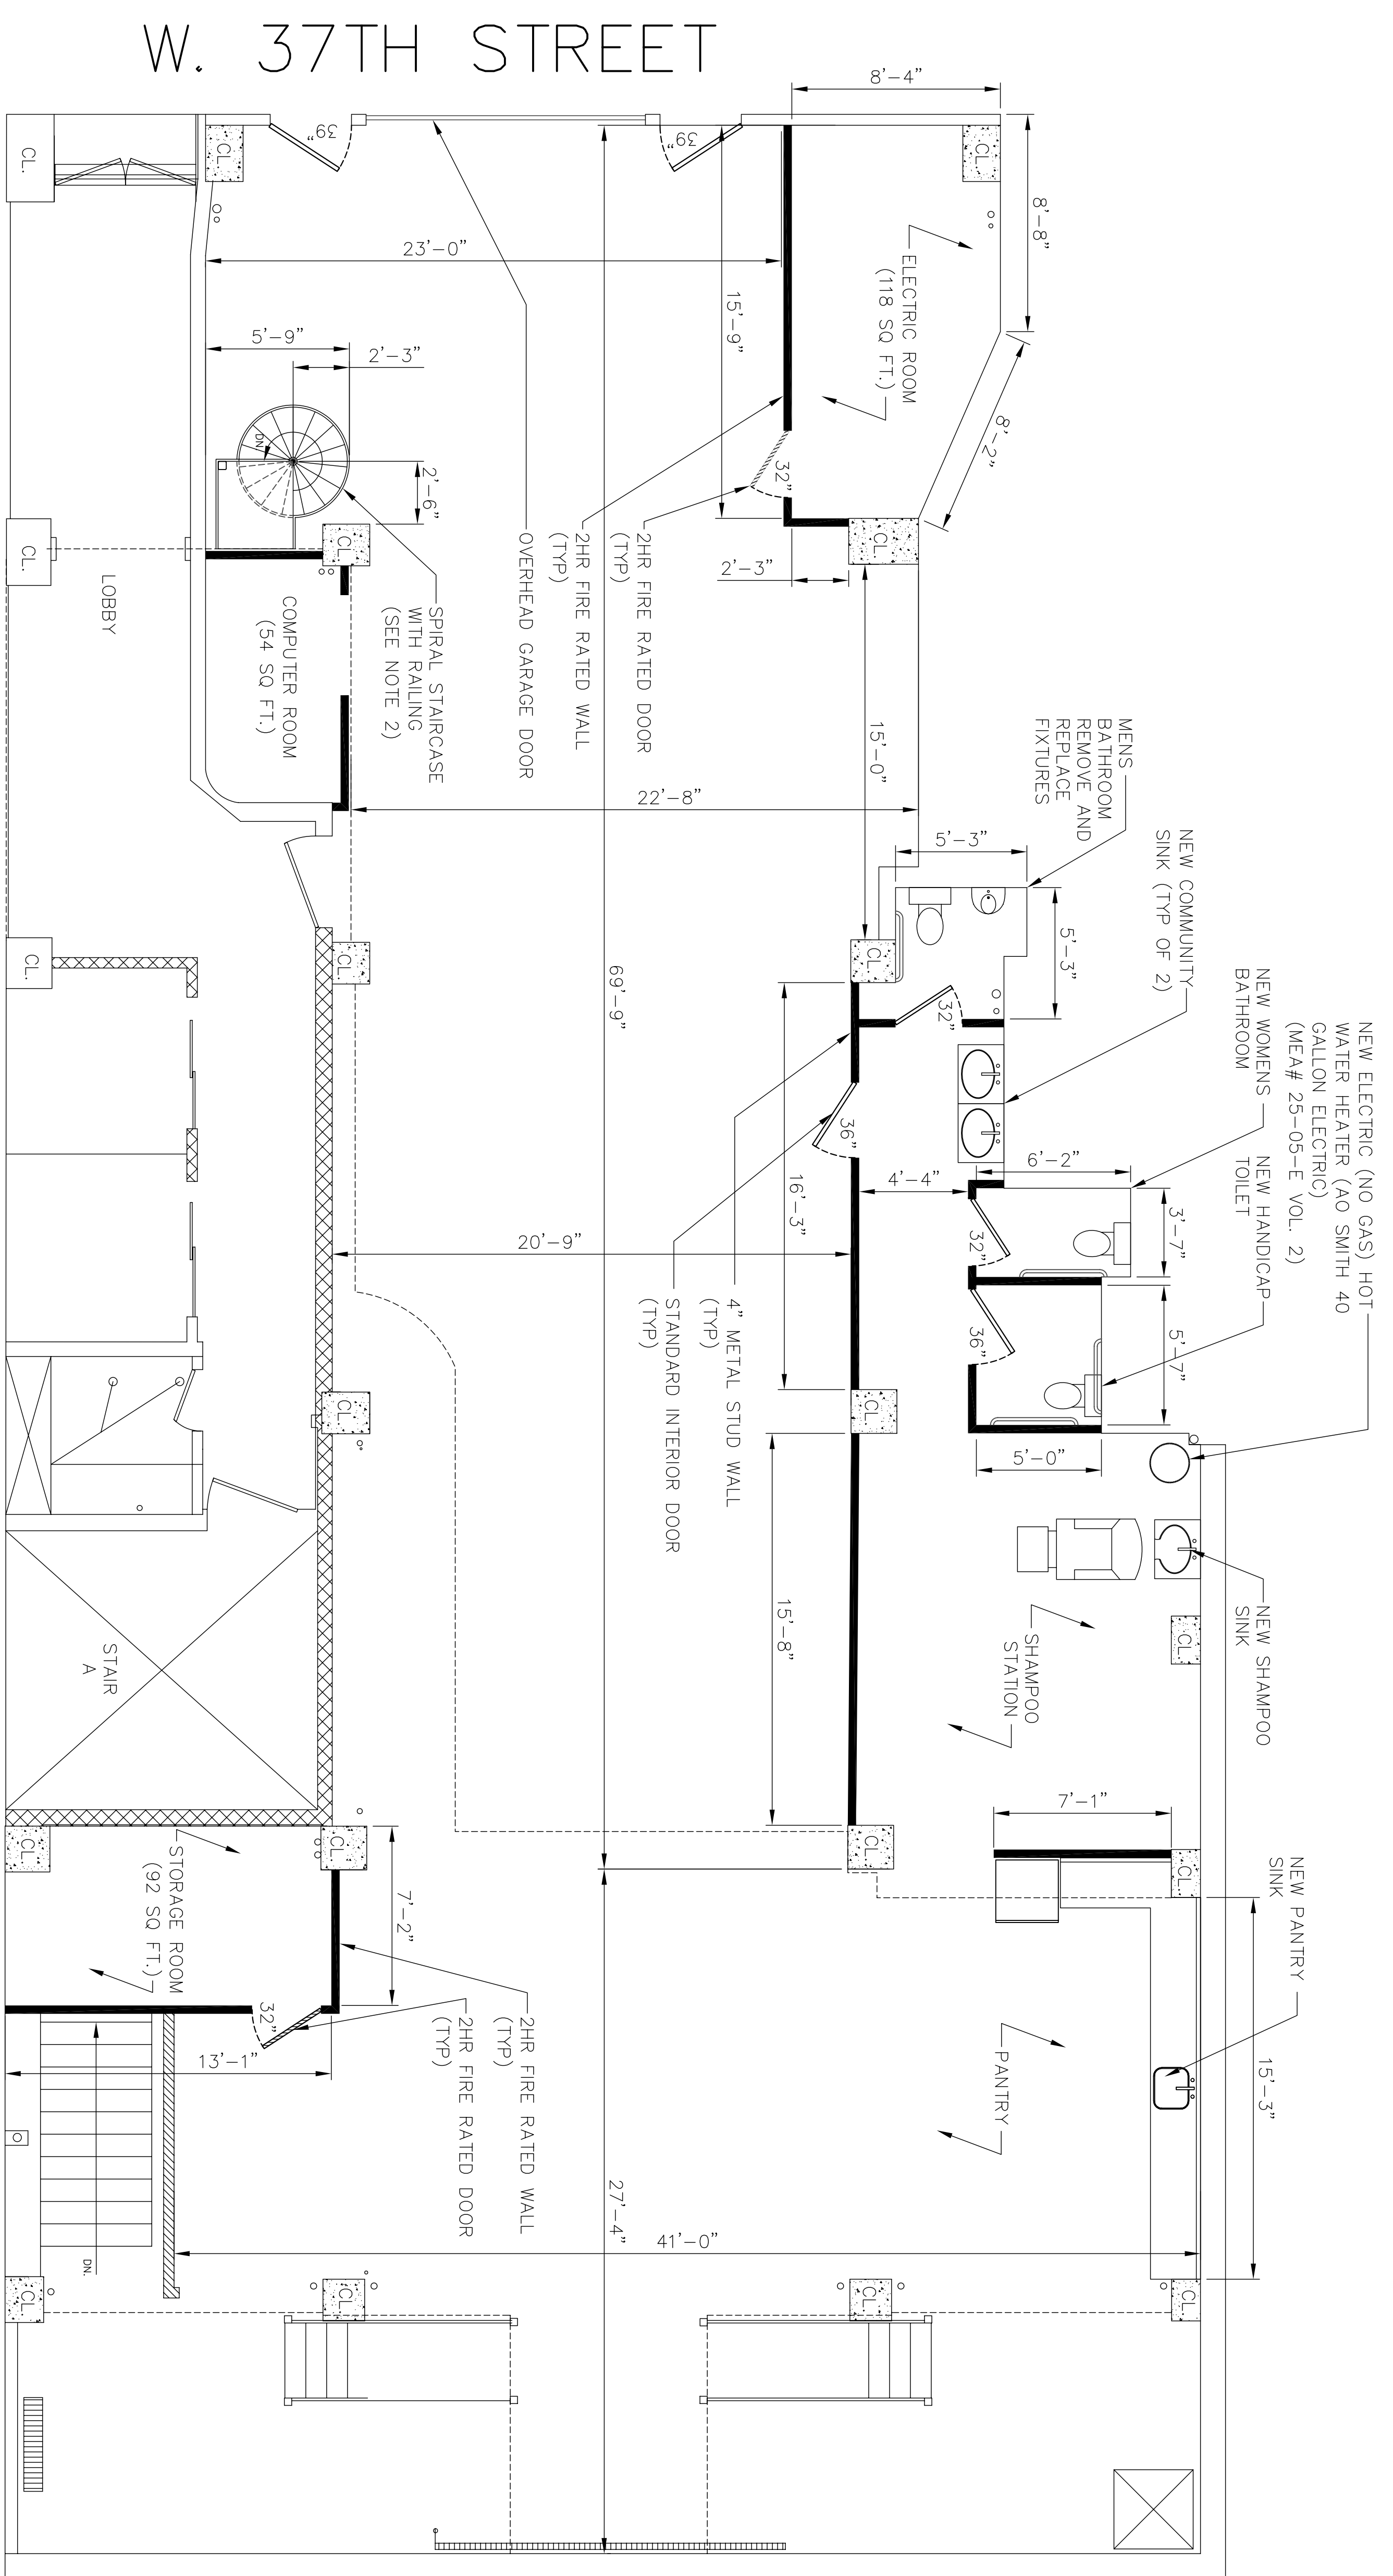 W. 37TH STREET
8'-4"
8'-8"
8'-2"
CL.
CL.
CL.
39"
39"
23'-0"
15'-9"
ELECTRIC ROOM
(118 SQ FT.)
5'-9"
2'-3"
2'-6"
DN
32"
2'-3"
CL.
CL.
CL.
LOBBY
COMPUTER ROOM
(54 SQ FT.)
SPIRAL STAIRCASE
WITH RAILING
(SEE NOTE 2)
OVERHEAD GARAGE DOOR
2HR FIRE RATED WALL
(TYP)
2HR FIRE RATED DOOR
(TYP)
15'-0"
22'-8"
MENS
BATHROOM
REMOVE AND
REPLACE
FIXTURES
5'-3"
5'-3"
NEW COMMUNITY
SINK (TYP OF 2)
NEW WOMENS
BATHROOM
NEW ELECTRIC (NO GAS) HOT
WATER HEATER (AO SMITH 40
GALLON ELECTRIC)
(MEA# 25-05-E VOL. 2)
NEW HANDICAP
TOILET
CL.
CL.
CL.
69'-9"
32"
36"
16'-3"
4'-4"
6'-2"
3'-7"
32"
36"
5'-7"
5'-0"
20'-9"
4" METAL STUD WALL
(TYP)
STANDARD INTERIOR DOOR
(TYP)
CL.
CL.
15'-8"
NEW SHAMPOO
SINK
SHAMPOO
STATION
CL.
STAIR
A
7'-1"
CL.
CL.
CL.
CL.
STORAGE ROOM
(92 SQ FT.)
7'-2"
32"
13'-1"
2HR FIRE RATED WALL
(TYP)
2HR FIRE RATED DOOR
(TYP)
NEW PANTRY
SINK
PANTRY
15'-3"
27'-4"
41'-0"
DN.
CL.
CL.
CL.
CL.